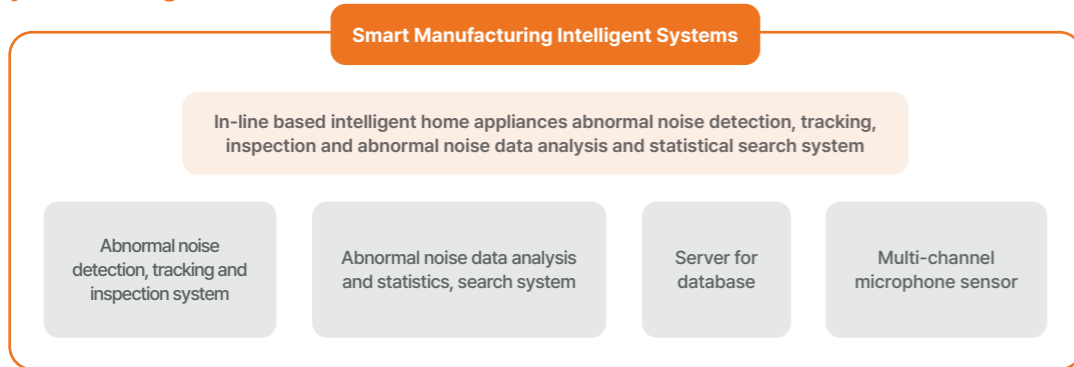 Smart Manufacturing Intelligent Systems
In-line based intelligent home appliances abnormal noise detection, tracking,
inspection and abnormal noise data analysis and statistical search system
Abnormal noise
detection, tracking and
inspection system
Abnormal noise data analysis
and statistics, search system
Server for
database
Multi-channel
microphone sensor